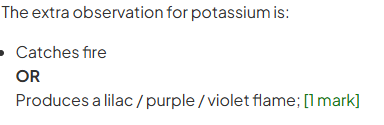 The extra observation for potassium is:
• Catches fire
OR
Produces a lilac / purple / violet flame; [1 mark]